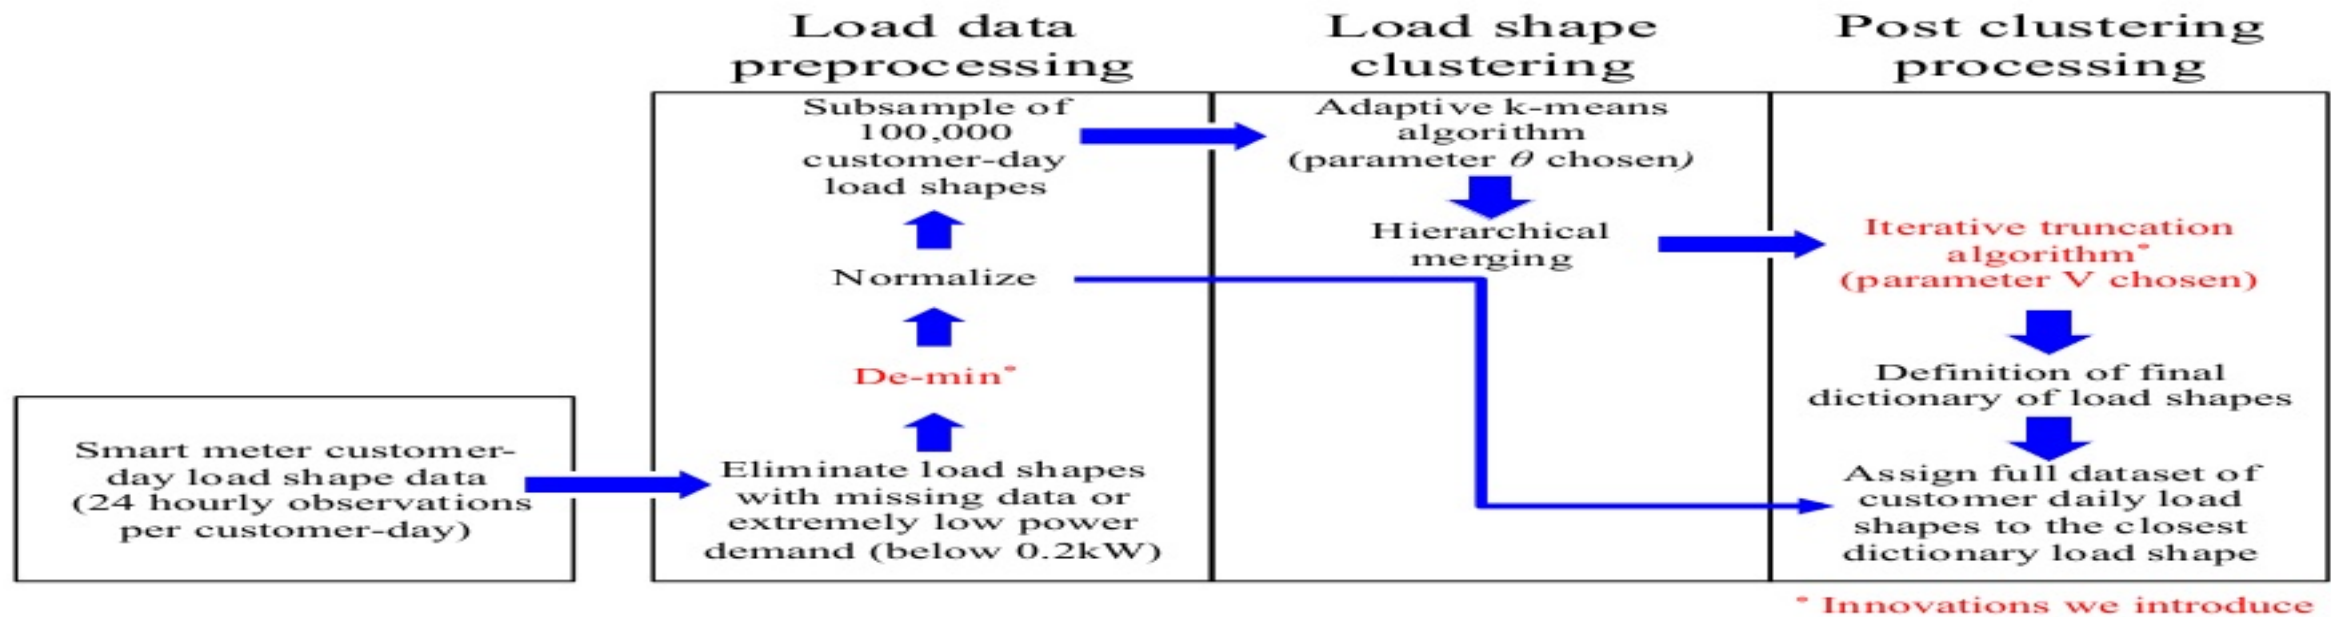 Load data
preprocessing
Load shape
clustering
Post clustering
processing
Smart meter customer-
day load shape data
(24 hourly observations
per customer-day)
Subsample of
100,000
customer-day
load shapes
Normalize
De-min*
Eliminate load shapes
with missing data or
extremely low power
demand (below 0.2kW)
Adaptive k-means
algorithm
(parameter θ chosen)
Hierarchical
merging
Iterative truncation
algorithm*
(parameter V chosen)
Definition of final
dictionary of load shapes
Assign full dataset of
customer daily load
shapes to the closest
dictionary load shape
* Innovations we introduce